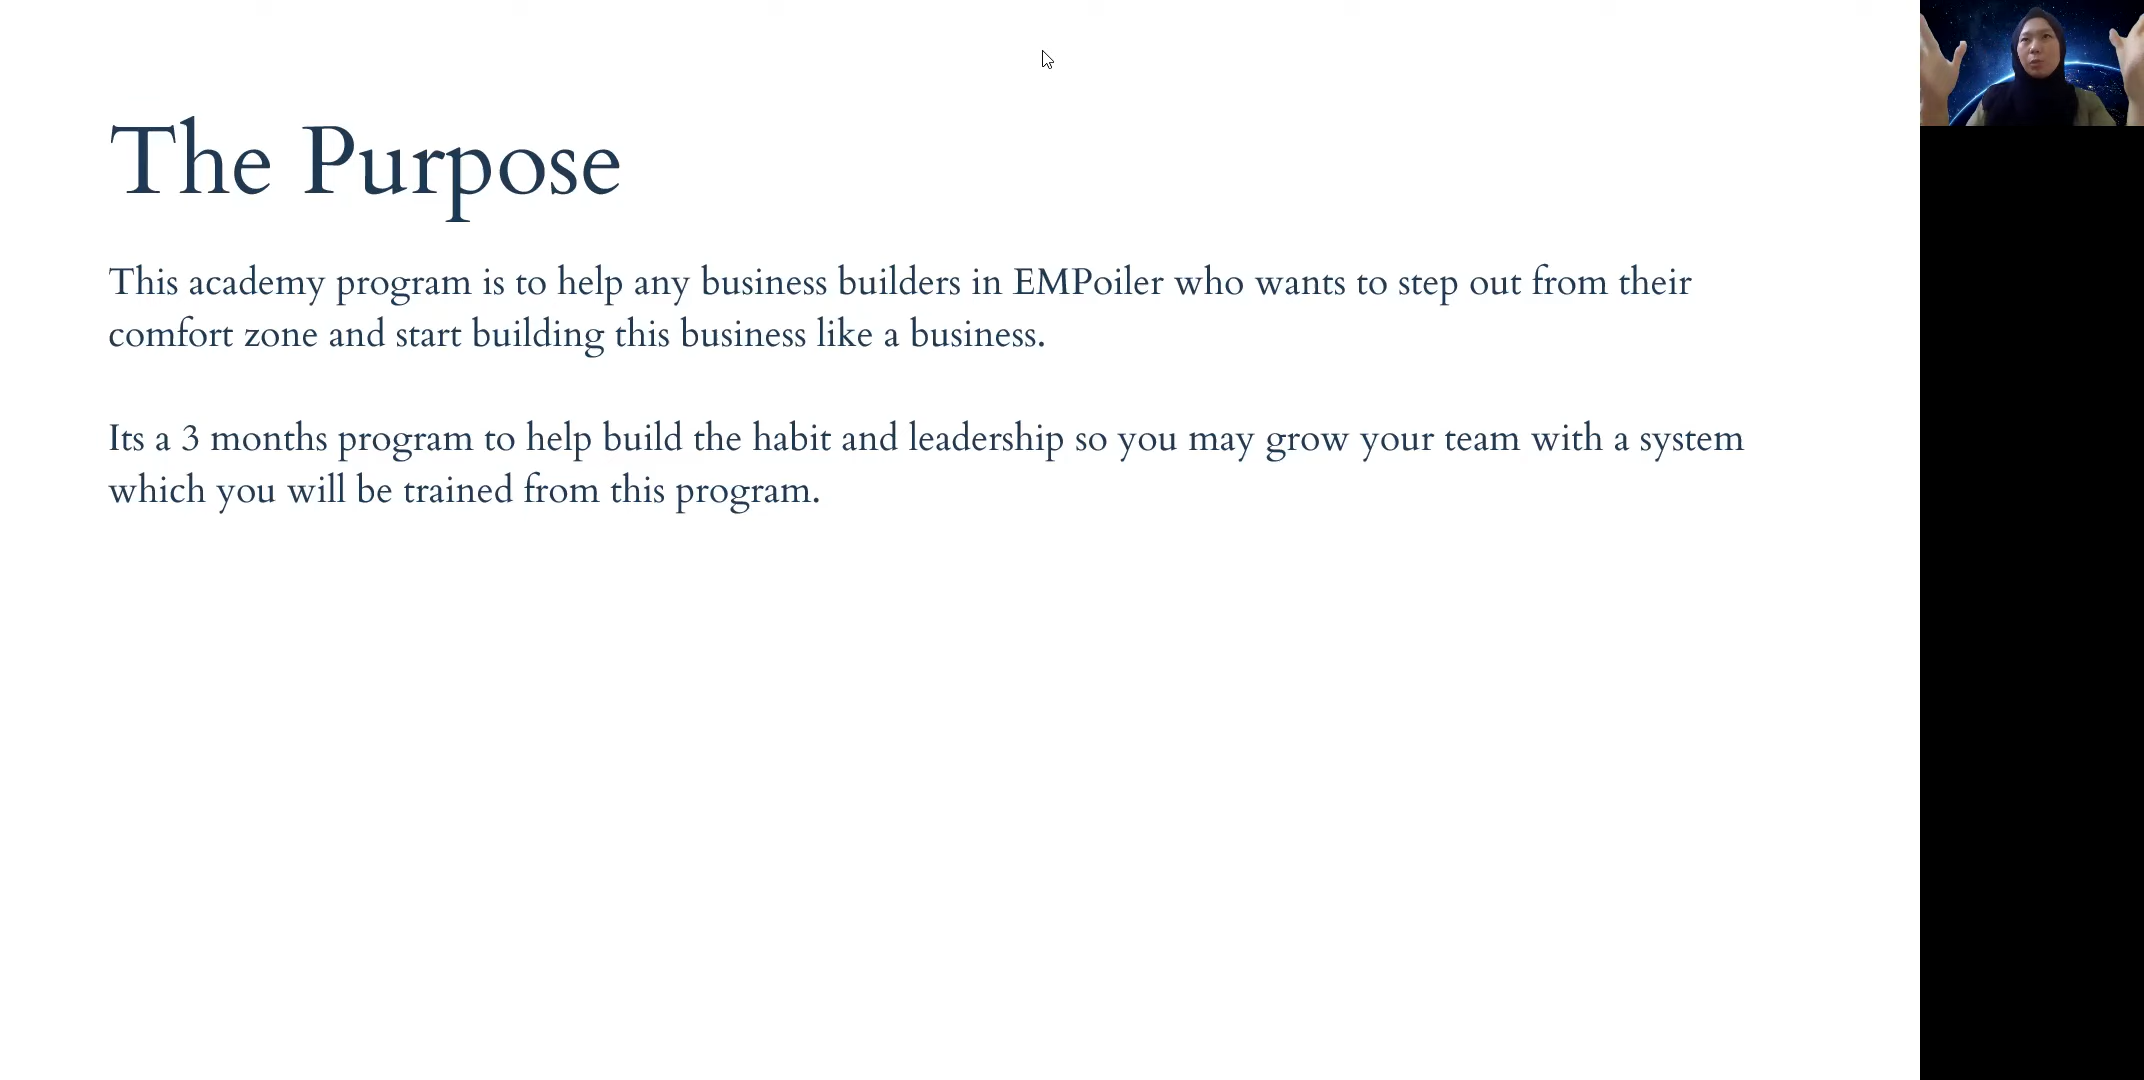 The Purpose
This academy program is to help any business builders in EMPoiler who wants to step out from their
comfort zone and start building this business like a business.
Its a 3 months program to help build the habit and leadership so you may grow your team with a system
which you will be trained from this program.